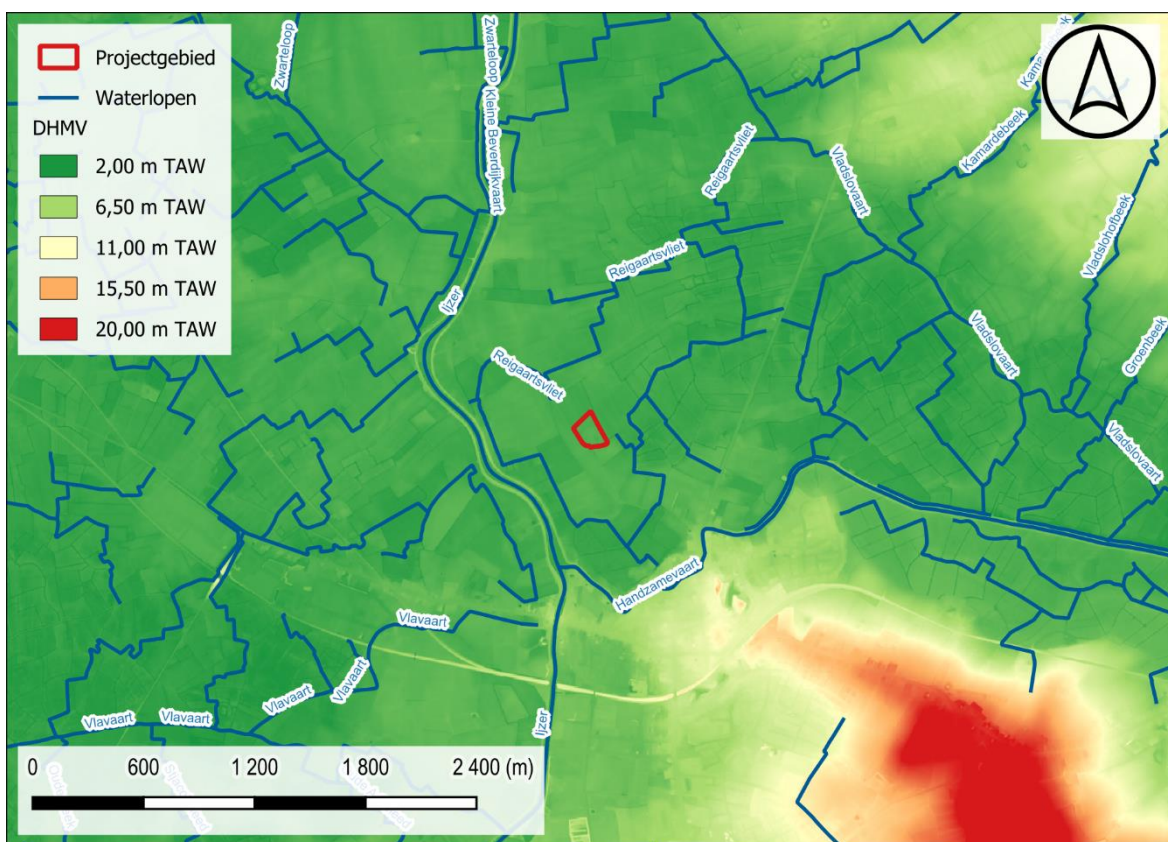 Projectgebied
Waterlopen
DHMV
2,00 m TAW
6,50 m TAW
11,00 m TAW
15,50 m TAW
20,00 m TAW
Zwarteloop
Zwarteloop
Kleine Beverdijkvaart
Kamardebeek
Kamardebeek
Reigaartsvliet
Vladslovaart
Vladslohofbeek
Reigaartsvliet
Ijzer
Vladslovaart
Groenbeek
Reigaartsvliet
Vladslovaart
Handzamevaart
Vlavaart
Vlavaart
Vlavaart
Vlavaart
Vlavaart
Ijzer
0 600 1 200 1 800 2 400 (m)